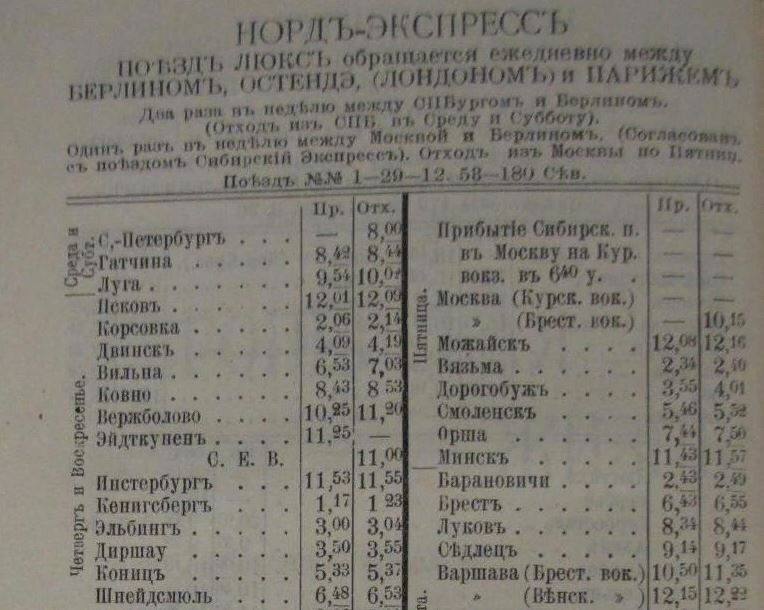 НОРДЪ-ЭКСПРЕССЪ
ПОѢЗДЪ ЛЮКСЪ обращается ежедневно между
БЕРЛИНОМЪ, ОСТЕНДЭ, (ЛОНДОНОМЪ) и ПАРИЖЕМЪ
Два раза въ недѣлю между СПБургомъ и Берлиномъ.
(Отходъ изъ СПБ. въ Среду и Субботу).
Одинъ разъ въ недѣлю между Москвой и Берлиномъ. (Согласован.
съ поѣздомъ Сибирскій Экспрессъ). Отходъ изъ Москвы по Пятниц.
Поѣздъ №№ 1—29—12. 58—180 Сѣв.
Пр. Отх.
Среда и Субт.
С.-Петербургъ . . . — 8,00
Гатчина . . . . 8,42 8,44
Луга . . . . . 9,54 10,02
Псковъ . . . . 12,01 12,09
Корсовка . . . . 2,06 2,14
Двинскъ . . . . 4,09 4,19
Вильна . . . . 6,53 7,03
Ковно . . . . 8,43 8 53
Вержболово . . . . 10,25 11,20
Эйдткуненъ . . . . 11,25 —
С. Е. В. 11,00
Четвергъ и Воскресенье.
Инстербургъ . . . 11,53 11,55
Кенигсбергъ . . . 1,17 1 23
Эльбингъ . . . . 3,00 3,04
Диршау . . . . 3,50 3,55
Коницъ . . . . 5,33 5,37
Шнейдсмюль . . . 6,48 6,53
Пр. Отх.
Прибытіе Сибирск. п. — —
въ Москву на Кур. — —
вокз. въ 6 40 у. . — —
Пятница.
Москва (Курск. вок.) — —
» (Брест. вок.) — 10,15
Можайскъ . . . . 12,08 12,16
Вязьма . . . . . 2,34 2,40
Дорогобужъ . . . . 3,55 4,01
Смоленскъ . . . . 5,46 5,52
Орша . . . . . 7,44 7,50
Минскъ . . . . . 11,43 11,57
Барановичи . . . . 2,43 2,49
Брестъ . . . . . 6,43 6,55
Луковъ . . . . . 8,34 8,44
Сѣдлецъ . . . . . 9,14 9,17
Варшава (Брест. вок.) 10,50 11,35
» (Вѣнск. » ) 12,15 12,22